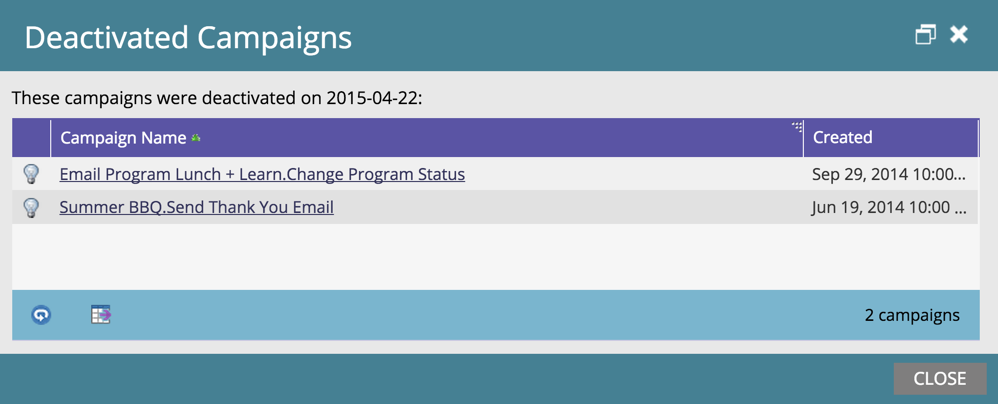 Deactivated Campaigns
These campaigns were deactivated on 2015-04-22:
Campaign Name Created
Email Program Lunch + Learn.Change Program Status Sep 29, 2014 10:00...
Summer BBQ.Send Thank You Email Jun 19, 2014 10:00 ...
2 campaigns
CLOSE